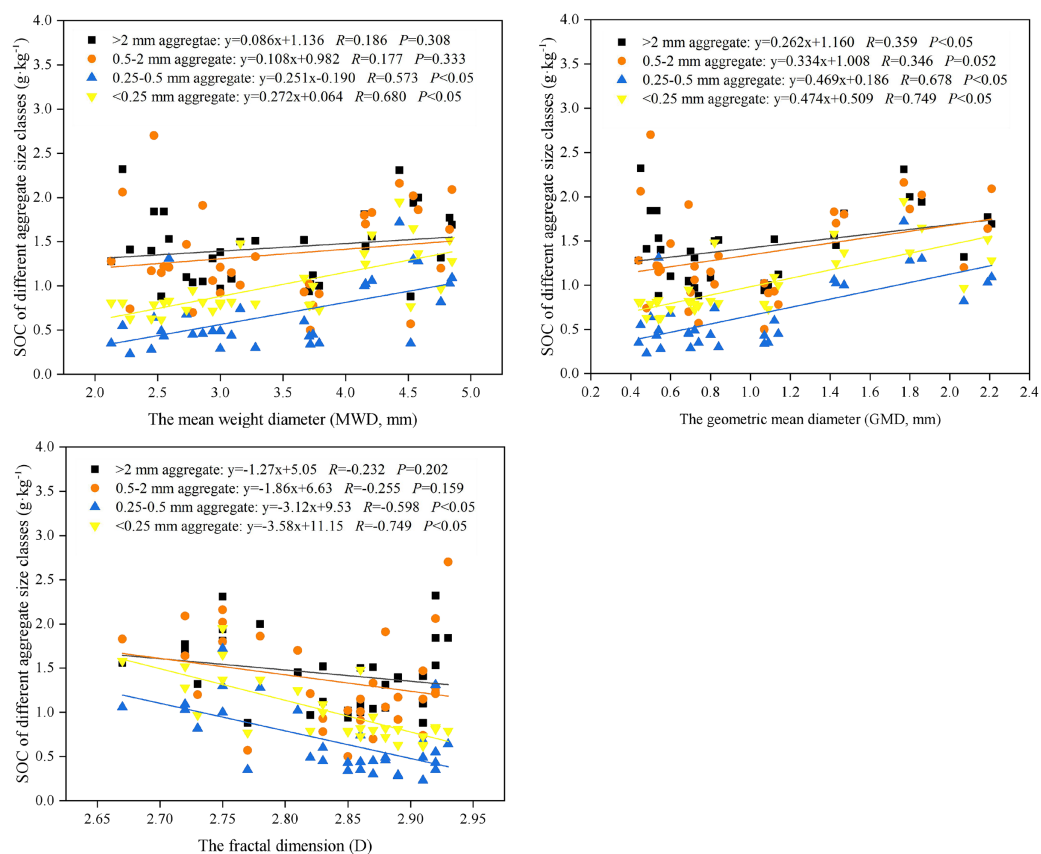 4.0
3.5
3.0
2.5
2.0
1.5
1.0
0.5
0.0
SOC of different aggregate size classes (g·kg⁻¹)
>2 mm aggregtae: y=0.086x+1.136 R=0.186 P=0.308
0.5-2 mm aggregate: y=0.108x+0.982 R=0.177 P=0.333
0.25-0.5 mm aggregate: y=0.251x-0.190 R=0.573 P<0.05
<0.25 mm aggregate: y=0.272x+0.064 R=0.680 P<0.05
2.0 2.5 3.0 3.5 4.0 4.5 5.0
The mean weight diameter (MWD, mm)
4.0
3.5
3.0
2.5
2.0
1.5
1.0
0.5
0.0
SOC of different aggregate size classes (g·kg⁻¹)
>2 mm aggregate: y=0.262x+1.160 R=0.359 P<0.05
0.5-2 mm aggregate: y=0.334x+1.008 R=0.346 P=0.052
0.25-0.5 mm aggregate: y=0.469x+0.186 R=0.678 P<0.05
<0.25 mm aggregate: y=0.474x+0.509 R=0.749 P<0.05
0.2 0.4 0.6 0.8 1.0 1.2 1.4 1.6 1.8 2.0 2.2 2.4
The geometric mean diameter (GMD, mm)
4.0
3.5
3.0
2.5
2.0
1.5
1.0
0.5
0.0
SOC of different aggregate size classes (g·kg⁻¹)
>2 mm aggregate: y=-1.27x+5.05 R=-0.232 P=0.202
0.5-2 mm aggregate: y=-1.86x+6.63 R=-0.255 P=0.159
0.25-0.5 mm aggregate: y=-3.12x+9.53 R=-0.598 P<0.05
<0.25 mm aggregate: y=-3.58x+11.15 R=-0.749 P<0.05
2.65 2.70 2.75 2.80 2.85 2.90 2.95
The fractal dimension (D)